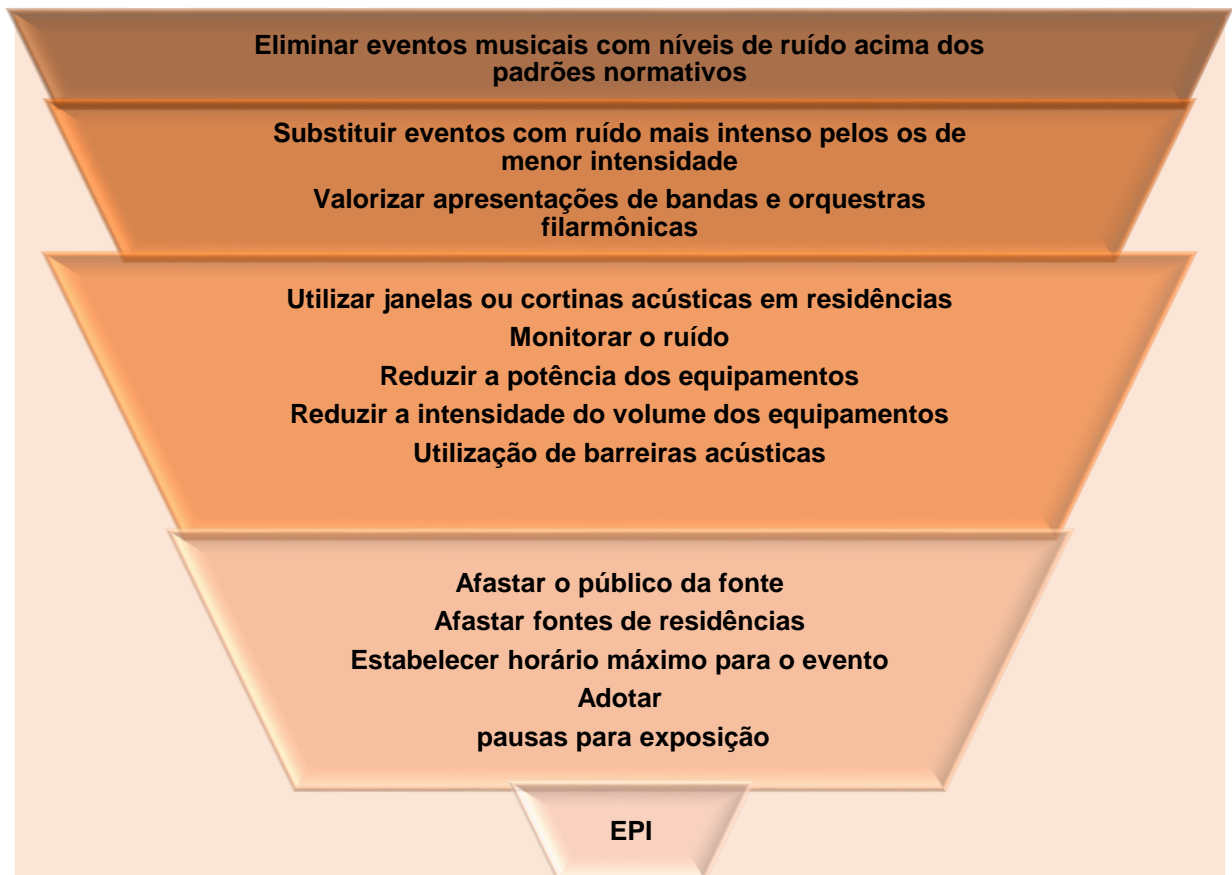 Eliminar eventos musicais com níveis de ruído acima dos
padrões normativos
Substituir eventos com ruído mais intenso pelos os de
menor intensidade
Valorizar apresentações de bandas e orquestras
filarmônicas
Utilizar janelas ou cortinas acústicas em residências
Monitorar o ruído
Reduzir a potência dos equipamentos
Reduzir a intensidade do volume dos equipamentos
Utilização de barreiras acústicas
Afastar o público da fonte
Afastar fontes de residências
Estabelecer horário máximo para o evento
Adotar
pausas para exposição
EPI